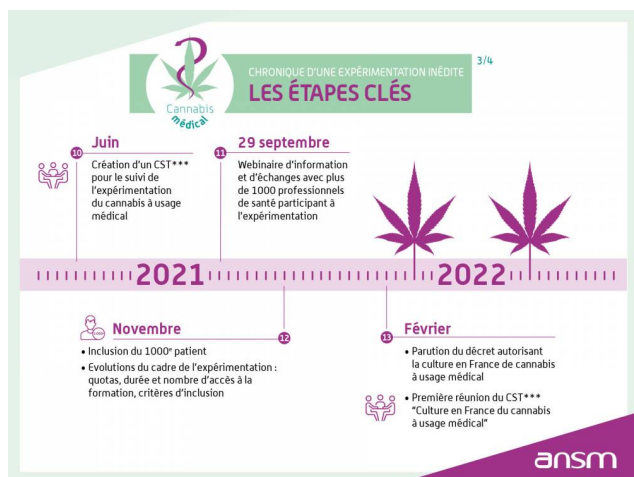 CHRONIQUE D'UNE EXPÉRIMENTATION INÉDITE
3/4
LES ÉTAPES CLÉS
Cannabis
médical
10
Juin
Création d'un CST***
pour le suivi de
l'expérimentation
du cannabis à usage
médical
11
29 septembre
Webinaire d'information
et d'échanges avec plus
de 1000 professionnels
de santé participant à
l'expérimentation
2021
2022
Novembre
12
• Inclusion du 1000e patient
• Evolutions du cadre de l'expérimentation :
quotas, durée et nombre d'accès à la
formation, critères d'inclusion
13
Février
• Parution du décret autorisant
la culture en France de cannabis
à usage médical
• Première réunion du CST***
"Culture en France du cannabis
à usage médical"
ansm